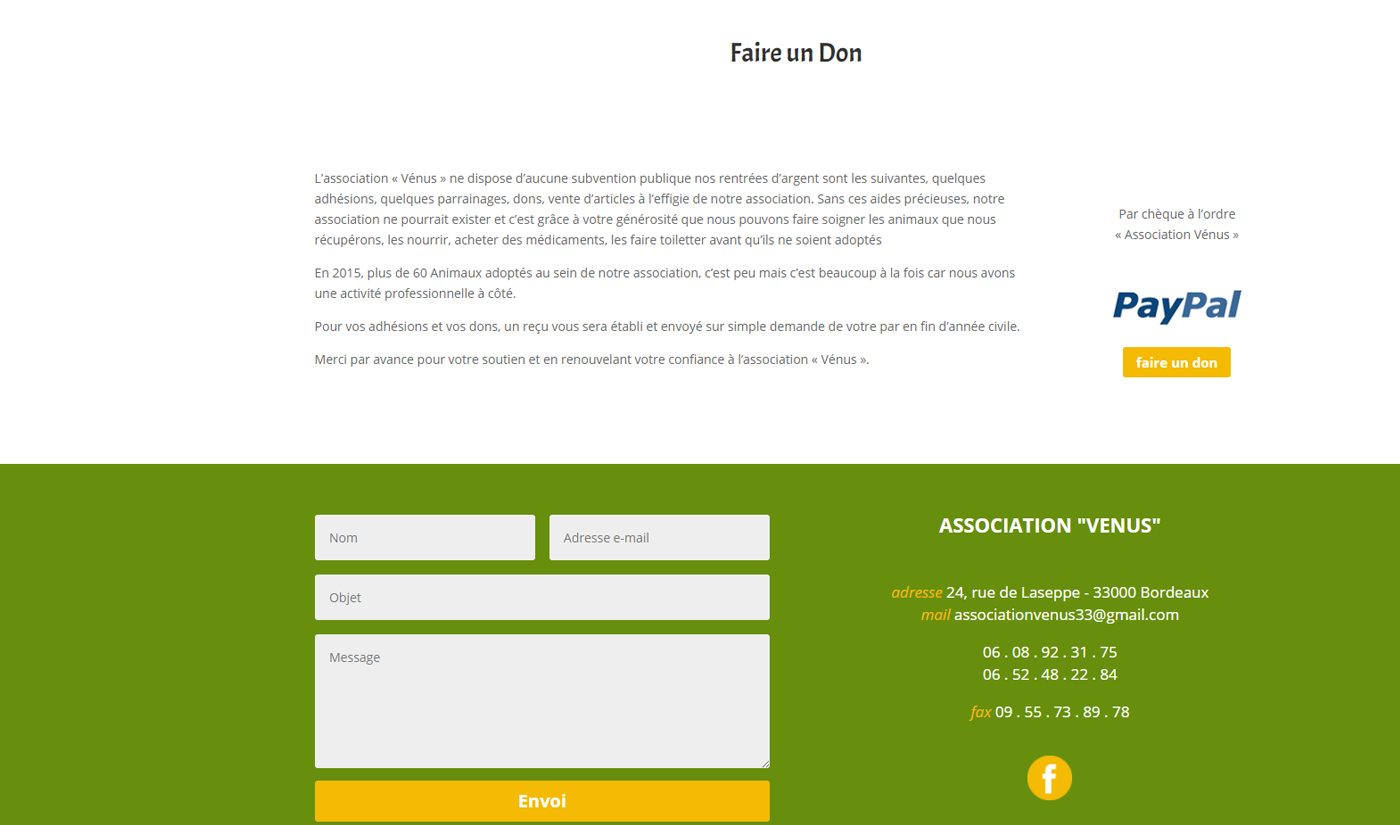 Faire un Don
L'association « Vénus » ne dispose d'aucune subvention publique nos rentrées d'argent sont les suivantes, quelques
adhésions, quelques parrainages, dons, vente d'articles à l'effigie de notre association. Sans ces aides précieuses, notre
association ne pourrait exister et c'est grâce à votre générosité que nous pouvons faire soigner les animaux que nous
récupérons, les nourrir, acheter des médicaments, les faire toiletter avant qu'ils ne soient adoptés
En 2015, plus de 60 Animaux adoptés au sein de notre association, c'est peu mais c'est beaucoup à la fois car nous avons
une activité professionnelle à côté.
Pour vos adhésions et vos dons, un reçu vous sera établi et envoyé sur simple demande de votre par en fin d'année civile.
Merci par avance pour votre soutien et en renouvelant votre confiance à l'association « Vénus ».
Par chèque à l'ordre
« Association Vénus »
PayPal
faire un don
Nom
Adresse e-mail
Objet
Message
Envoi
ASSOCIATION "VENUS"
adresse 24, rue de Laseppe - 33000 Bordeaux
mail associationvenus33@gmail.com
06 . 08 . 92 . 31 . 75
06 . 52 . 48 . 22 . 84
fax 09 . 55 . 73 . 89 . 78
f